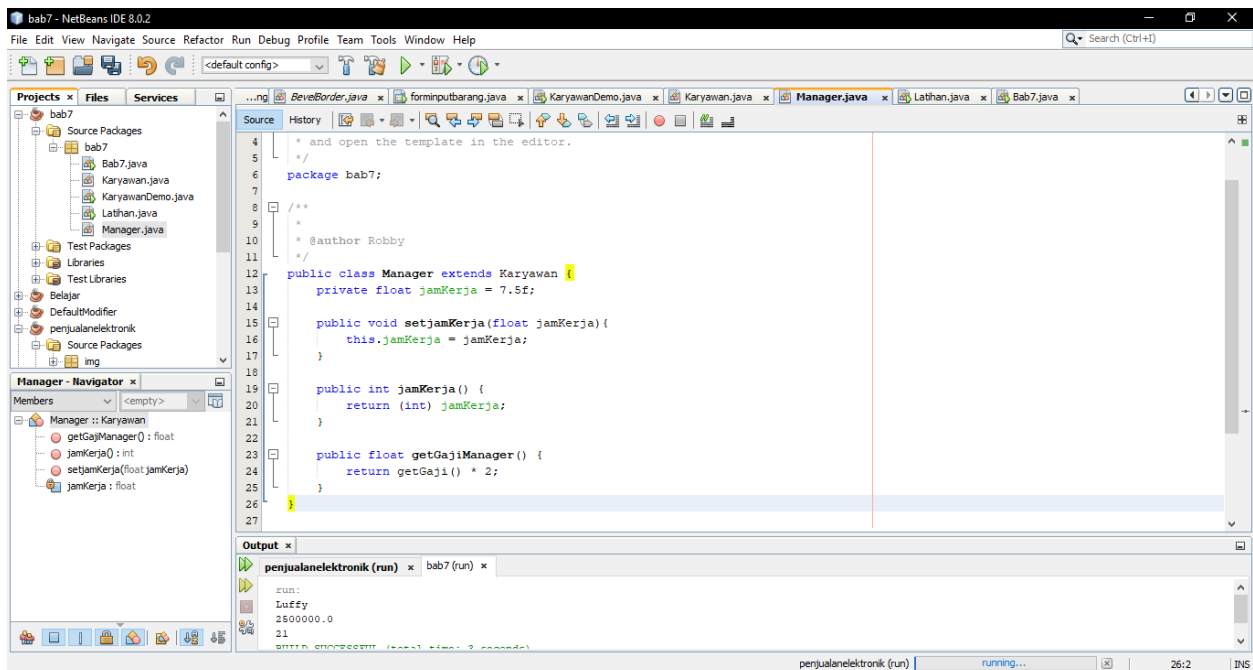 bab7 - NetBeans IDE 8.0.2
File Edit View Navigate Source Refactor Run Debug Profile Team Tools Window Help
Search (Ctrl+I)
<default config>
Projects x Files Services
bab7
Source Packages
bab7
Bab7.java
Karyawan.java
KaryawanDemo.java
Latihan.java
Manager.java
Test Packages
Libraries
Test Libraries
Belajar
DefaultModifier
penjualanelektronik
Source Packages
img
Manager - Navigator x
Members <empty>
Manager :: Karyawan
getGajiManager() : float
jamKerja() : int
setjamKerja(float jamKerja)
jamKerja : float
...ng BevelBorder.java x forminputbarang.java x KaryawanDemo.java x Karyawan.java x Manager.java x Latihan.java x Bab7.java x
Source History
4 * and open the template in the editor.
5 */
6 package bab7;
7
8 /**
9 *
10 * @author Robby
11 */
12 public class Manager extends Karyawan {
13 private float jamKerja = 7.5f;
14
15 public void setjamKerja(float jamKerja){
16 this.jamKerja = jamKerja;
17 }
18
19 public int jamKerja() {
20 return (int) jamKerja;
21 }
22
23 public float getGajiManager() {
24 return getGaji() * 2;
25 }
26 }
27
Output x
penjualanelektronik (run) x bab7 (run) x
run:
Luffy
2500000.0
21
BUILD SUCCESSFUL (total time: 3 seconds)
penjualanelektronik (run) running... 26:2 INS